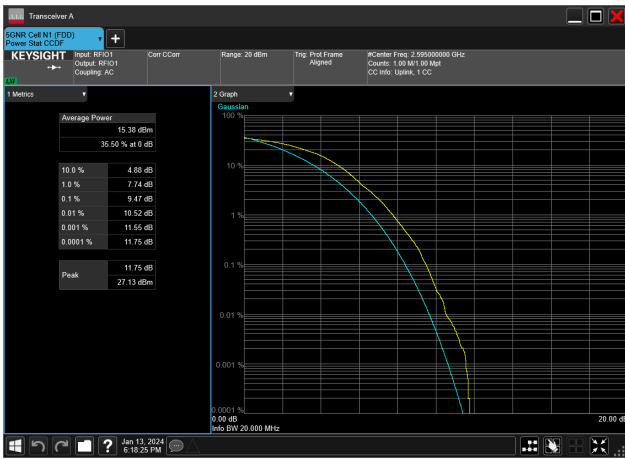 Transceiver A
5GNR Cell N1 (FDD)
Power Stat CCDF
KEYSIGHT
LXI
Input: RFIO1
Output: RFIO1
Coupling: AC
Corr CCorr
Range: 20 dBm
Trig: Prot Frame
Aligned
#Center Freq: 2.595000000 GHz
Counts: 1.00 M/1.00 Mpt
CC Info: Uplink, 1 CC
1 Metrics
Average Power
15.38 dBm
35.50 % at 0 dB
10.0 % 4.88 dB
1.0 % 7.74 dB
0.1 % 9.47 dB
0.01 % 10.52 dB
0.001 % 11.55 dB
0.0001 % 11.75 dB
Peak
11.75 dB
27.13 dBm
2 Graph
Gaussian
100 %
10 %
1 %
0.1 %
0.01 %
0.001 %
0.0001 %
0.00 dB
20.00 dB
Info BW 20.000 MHz
Jan 13, 2024
6:18:25 PM